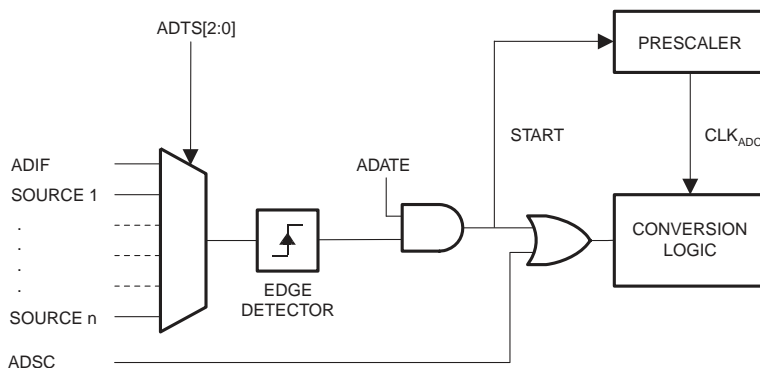 ADTS[2:0]
PRESCALER
START
CLKADC
ADIF
ADATE
SOURCE 1
.
.
.
.
CONVERSION
LOGIC
EDGE
DETECTOR
SOURCE n
ADSC